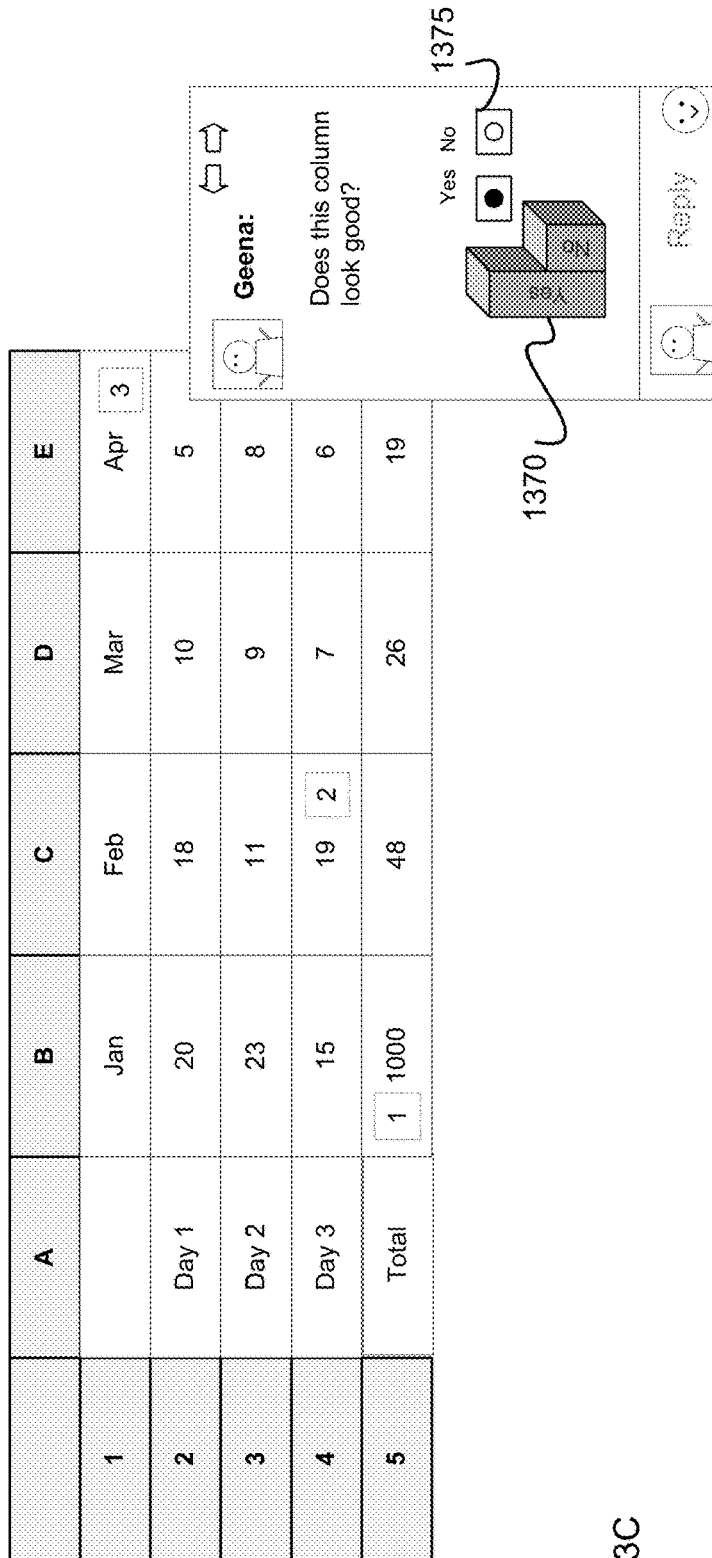 A B C D E
1 Jan Feb Mar Apr 3
2 Day 1 20 18 10 5
3 Day 2 23 11 9 8
4 Day 3 15 19 2 7 6
5 Total 1 1000 48 26 19
Geena:
Does this column
look good?
Yes No
Yes
No
1375
1370
Reply
3C